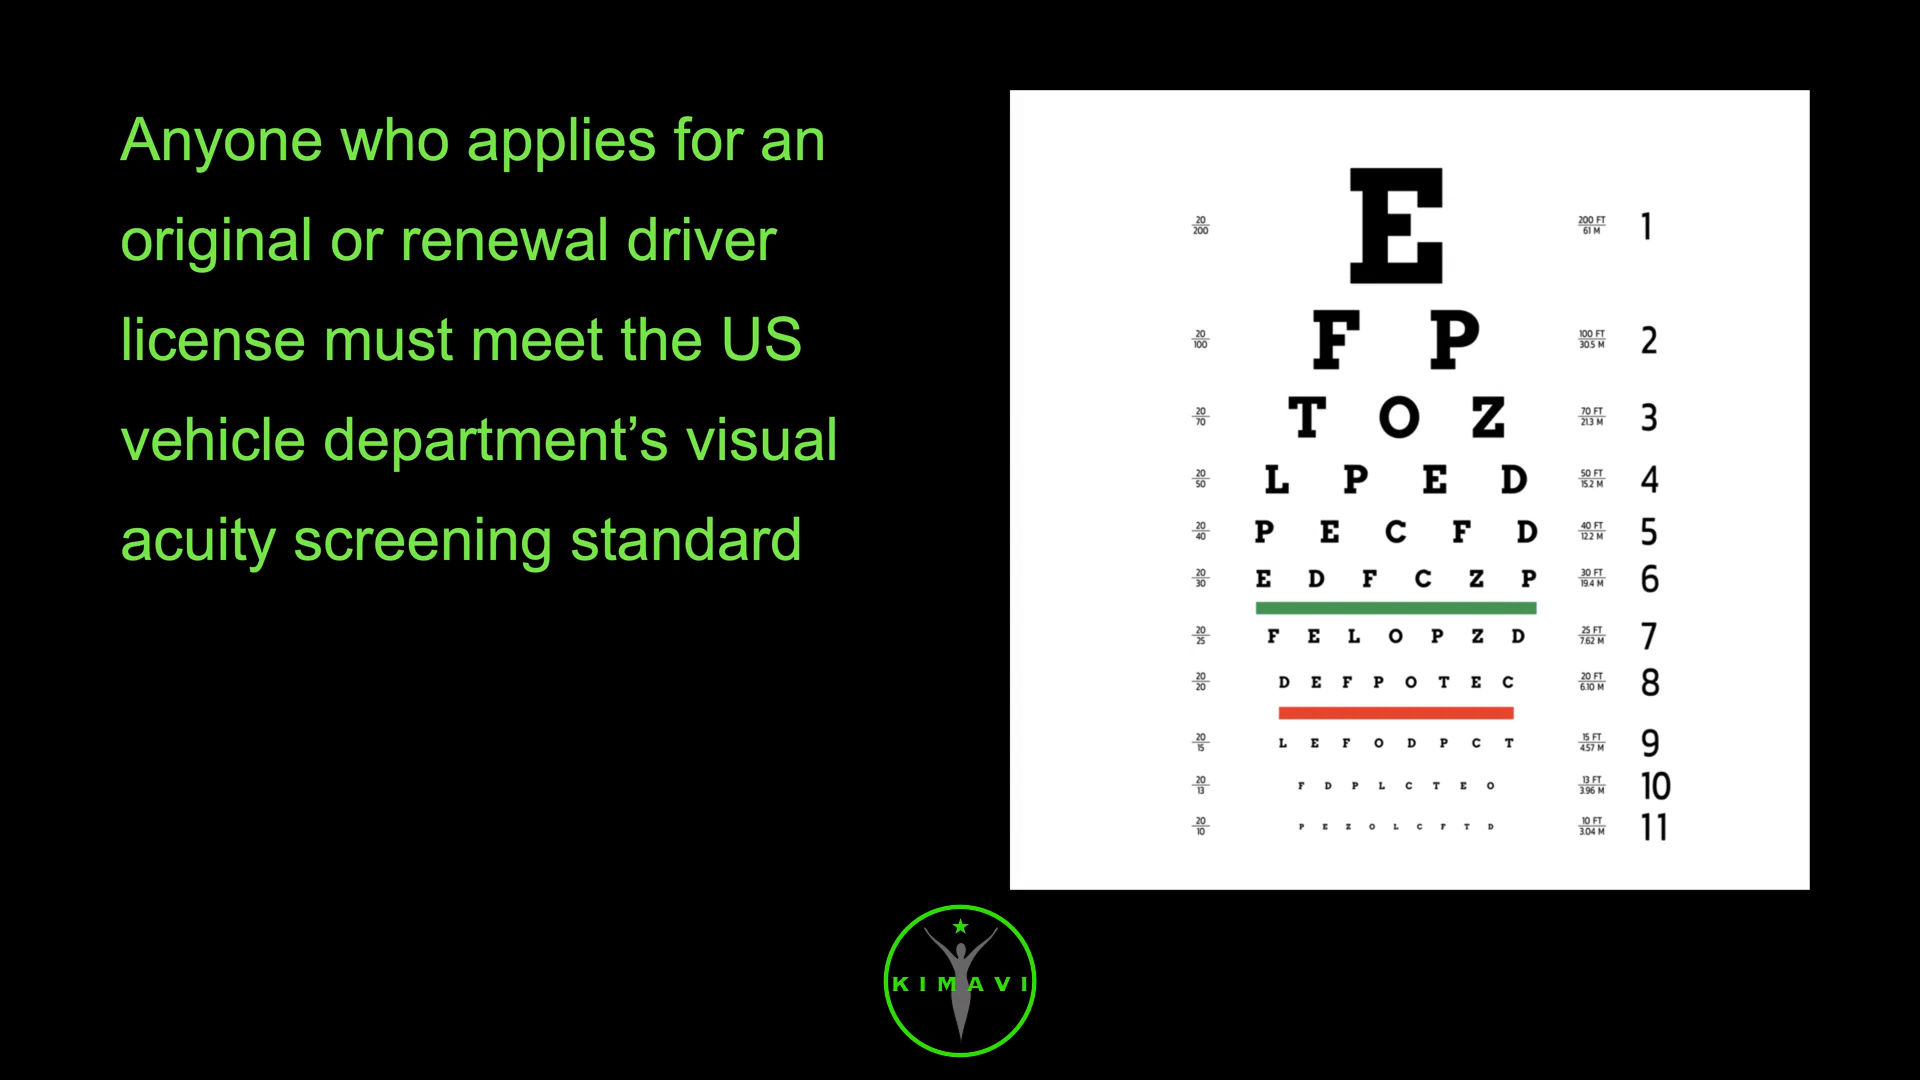 Anyone who applies for an
original or renewal driver
license must meet the US
vehicle department’s visual
acuity screening standard
20/200 E 200 FT/61 M 1
20/100 F P 100 FT/30.5 M 2
20/70 T O Z 70 FT/21.3 M 3
20/50 L P E D 50 FT/15.2 M 4
20/40 P E C F D 40 FT/12.2 M 5
20/30 E D F C Z P 30 FT/19.4 M 6
20/25 F E L O P Z D 25 FT/7.62 M 7
20/20 D E F P O T E C 20 FT/6.10 M 8
20/15 L E F O D P C T 15 FT/4.57 M 9
20/13 F D P L C T E O 13 FT/3.96 M 10
20/10 P E Z O L C F T D 10 FT/3.04 M 11
KIMAVI